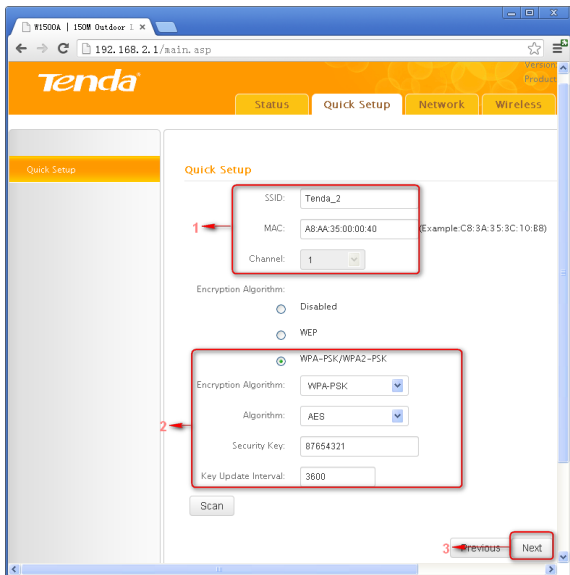 W1500A | 150M Outdoor 1
192.168.2.1/main.asp
Tenda
Version
Product
Status
Quick Setup
Network
Wireless
Quick Setup
Quick Setup
SSID: Tenda_2
1
MAC: A8:AA:35:00:00:40 (Example:C8:3A:35:3C:10:B8)
Channel: 1
Encryption Algorithm:
Disabled
WEP
WPA-PSK/WPA2-PSK
Encryption Algorithm: WPA-PSK
Algorithm: AES
2
Security Key: 87654321
Key Update Interval: 3600
Scan
3
Previous
Next